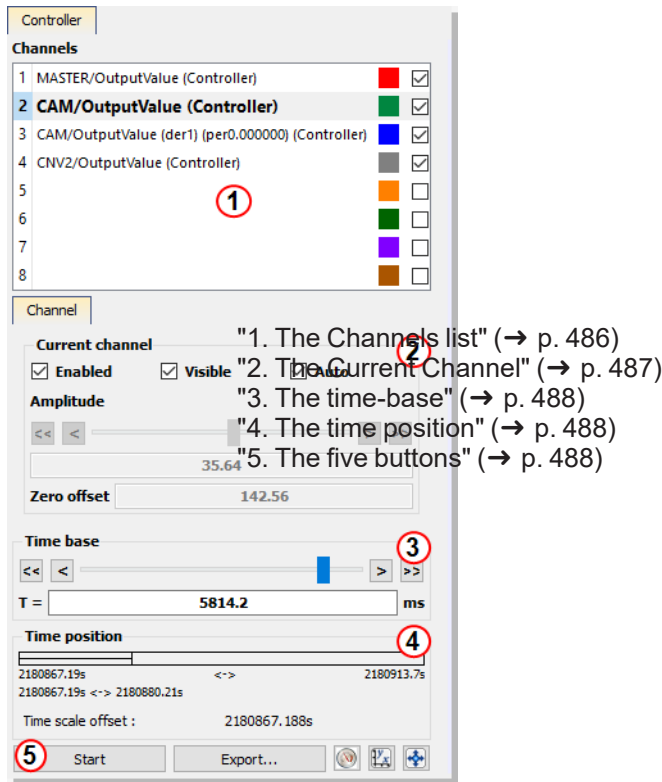 Controller
Channels
1 MASTER/OutputValue (Controller)
2 CAM/OutputValue (Controller)
3 CAM/OutputValue (der1) (per0.000000) (Controller)
4 CNV2/OutputValue (Controller)
5
1
6
7
8
Channel
Current channel
2
Enabled Visible Auto
Amplitude
<< < > >>
35.64
Zero offset 142.56
"1. The Channels list" (➔ p. 486)
"2. The Current Channel" (➔ p. 487)
"3. The time-base" (➔ p. 488)
"4. The time position" (➔ p. 488)
"5. The five buttons" (➔ p. 488)
Time base
3
<< < > >>
T = 5814.2 ms
Time position
4
2180867.19s <-> 2180913.7s
2180867.19s <-> 2180880.21s
Time scale offset : 2180867.188s
5 Start Export...
Y x